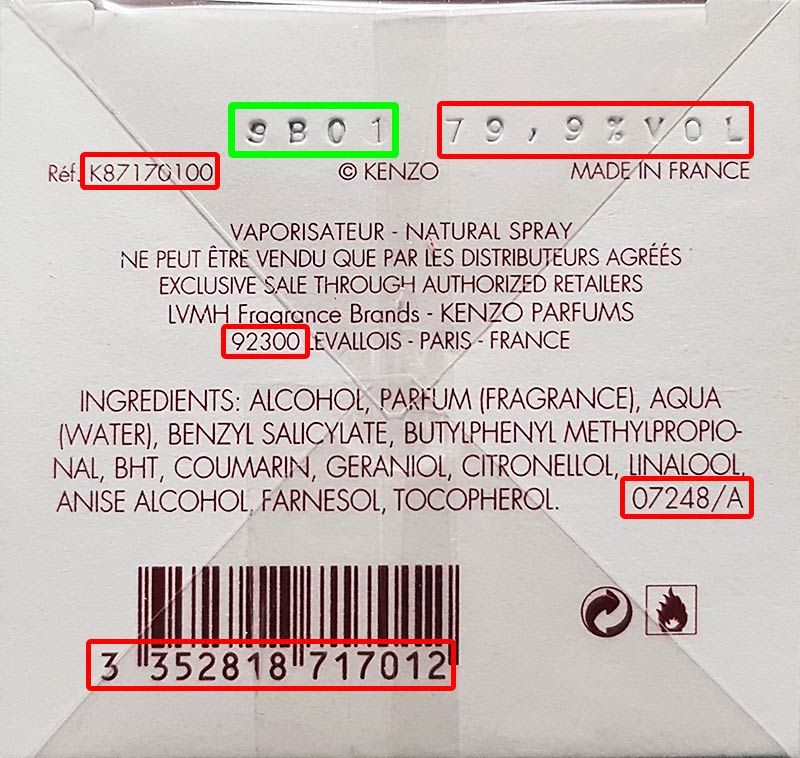 9B01 79,9%VOL
Réf. K87170100 © KENZO MADE IN FRANCE
VAPORISATEUR - NATURAL SPRAY
NE PEUT ÊTRE VENDU QUE PAR LES DISTRIBUTEURS AGRÉÉS
EXCLUSIVE SALE THROUGH AUTHORIZED RETAILERS
LVMH Fragrance Brands - KENZO PARFUMS
92300 LEVALLOIS - PARIS - FRANCE
INGREDIENTS: ALCOHOL, PARFUM (FRAGRANCE), AQUA
(WATER), BENZYL SALICYLATE, BUTYLPHENYL METHYLPROPIO-
NAL, BHT, COUMARIN, GERANIOL, CITRONELLOL, LINALOOL,
ANISE ALCOHOL, FARNESOL, TOCOPHEROL. 07248/A
3 352818 717012